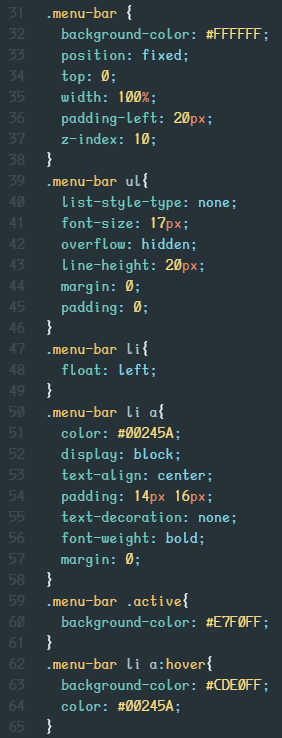 31 .menu-bar {
32   background-color: #FFFFFF;
33   position: fixed;
34   top: 0;
35   width: 100%;
36   padding-left: 20px;
37   z-index: 10;
38 }
39 .menu-bar ul{
40   list-style-type: none;
41   font-size: 17px;
42   overflow: hidden;
43   line-height: 20px;
44   margin: 0;
45   padding: 0;
46 }
47 .menu-bar li{
48   float: left;
49 }
50 .menu-bar li a{
51   color: #00245A;
52   display: block;
53   text-align: center;
54   padding: 14px 16px;
55   text-decoration: none;
56   font-weight: bold;
57   margin: 0;
58 }
59 .menu-bar .active{
60   background-color: #E7F0FF;
61 }
62 .menu-bar li a:hover{
63   background-color: #CDE0FF;
64   color: #00245A;
65 }